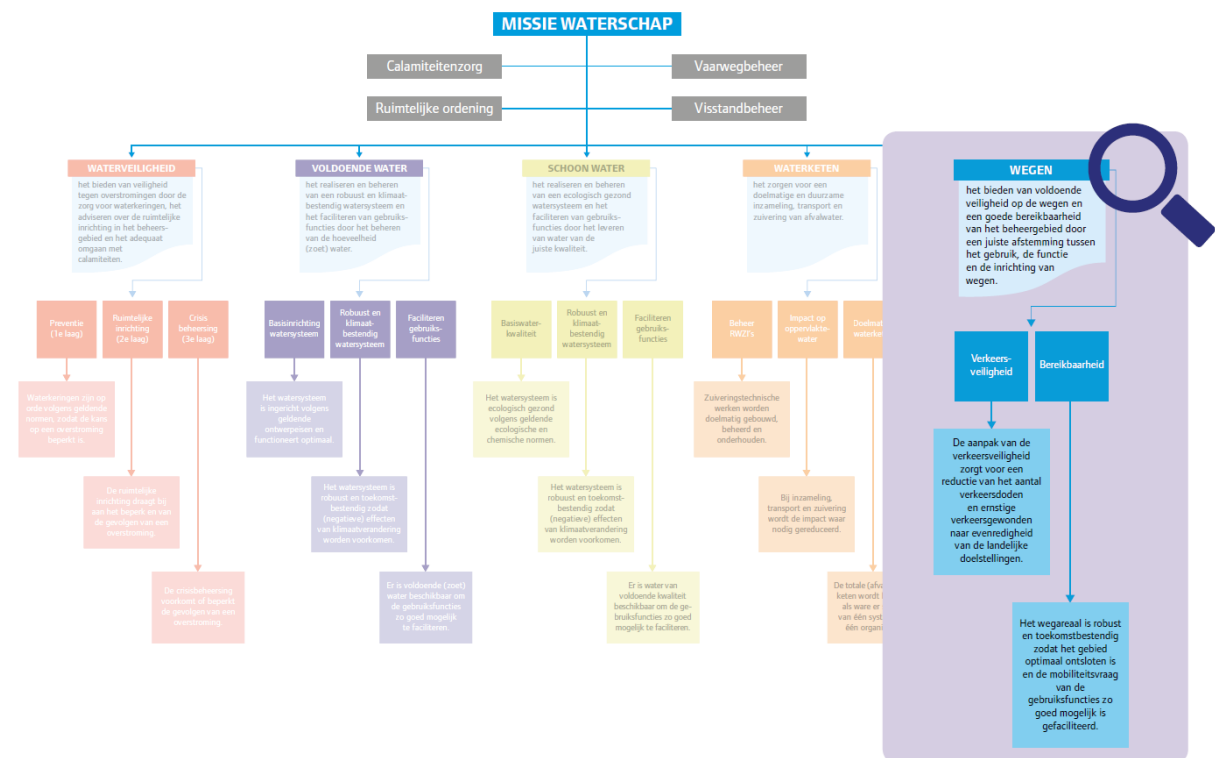 MISSIE WATERSCHAP
Calamiteitenzorg
Vaarwegbeheer
Ruimtelijke ordening
Visstandbeheer
WATERVEILIGHEID
het bieden van veiligheid
tegen overstromingen door de
zorg voor waterkeringen, het
adviseren over de ruimtelijke
inrichting in het beheers-
gebied en het adequaat
omgaan met
calamiteiten.
Preventie
(1e laag)
Ruimtelijke
inrichting
(2e laag)
Crisis
beheersing
(3e laag)
Waterkeringen zijn op
orde volgens geldende
normen, zodat de kans
op een overstroming
beperkt is.
De ruimtelijke
inrichting draagt bij
aan het beperk en van
de gevolgen van een
overstroming.
De crisisbeheersing
voorkomt of beperkt
de gevolgen van een
overstroming.
VOLDOENDE WATER
het realiseren en beheren
van een robuust en klimaat-
bestendig watersysteem en
het faciliteren van gebruiks-
functies door het beheren
van de hoeveelheid
(zoet) water.
Basisinrichting
watersysteem
Robuust en
klimaat-
bestendig
watersysteem
Faciliteren
gebruiks-
functies
Het watersysteem
is ingericht volgens
geldende
ontwerpeisen en
functioneert optimaal.
Het watersysteem is
robuust en toekomst-
bestendig zodat
(negatieve) effecten
van klimaatverandering
worden voorkomen.
Er is voldoende (zoet)
water beschikbaar om
de gebruiksfuncties
zo goed mogelijk
te faciliteren.
SCHOON WATER
het realiseren en beheren
van een ecologisch gezond
watersysteem en het
faciliteren van gebruiks-
functies door het leveren
van water van de
juiste kwaliteit.
Basiswater-
kwaliteit
Robuust en
klimaat-
bestendig
watersysteem
Faciliteren
gebruiks-
functies
Het watersysteem is
ecologisch gezond
volgens geldende
ecologische en
chemische normen.
Het watersysteem is
robuust en toekomst-
bestendig zodat
(negatieve) effecten
van klimaatverandering
worden voorkomen.
Er is water van
voldoende kwaliteit
beschikbaar om de ge-
bruiksfuncties zo goed
mogelijk te faciliteren.
WATERKETEN
het zorgen voor een
doelmatige en duurzame
inzameling, transport en
zuivering van afvalwater.
Beheer
RWZI's
Impact op
oppervlakte-
water
Doelmat
waterke
Zuiveringstechnische
werken worden
doelmatig gebouwd,
beheerd en
onderhouden.
Bij inzameling,
transport en zuivering
wordt de impact waar
nodig gereduceerd.
De totale (afva
keten wordt
als ware er
van één syst
één organi
WEGEN
het bieden van voldoende
veiligheid op de wegen en
een goede bereikbaarheid
van het beheergebied door
een juiste afstemming tussen
het gebruik, de functie
en de inrichting van
wegen.
Verkeers-
veiligheid
Bereikbaarheid
De aanpak van de
verkeersveiligheid
zorgt voor een
reductie van het aantal
verkeersdoden
en ernstige
verkeersgewonden
naar evenredigheid
van de landelijke
doelstellingen.
Het wegareaal is robuust
en toekomstbestendig
zodat het gebied
optimaal ontsloten is
en de mobiliteitsvraag
van de
gebruiksfuncties zo
goed mogelijk is
gefaciliteerd.